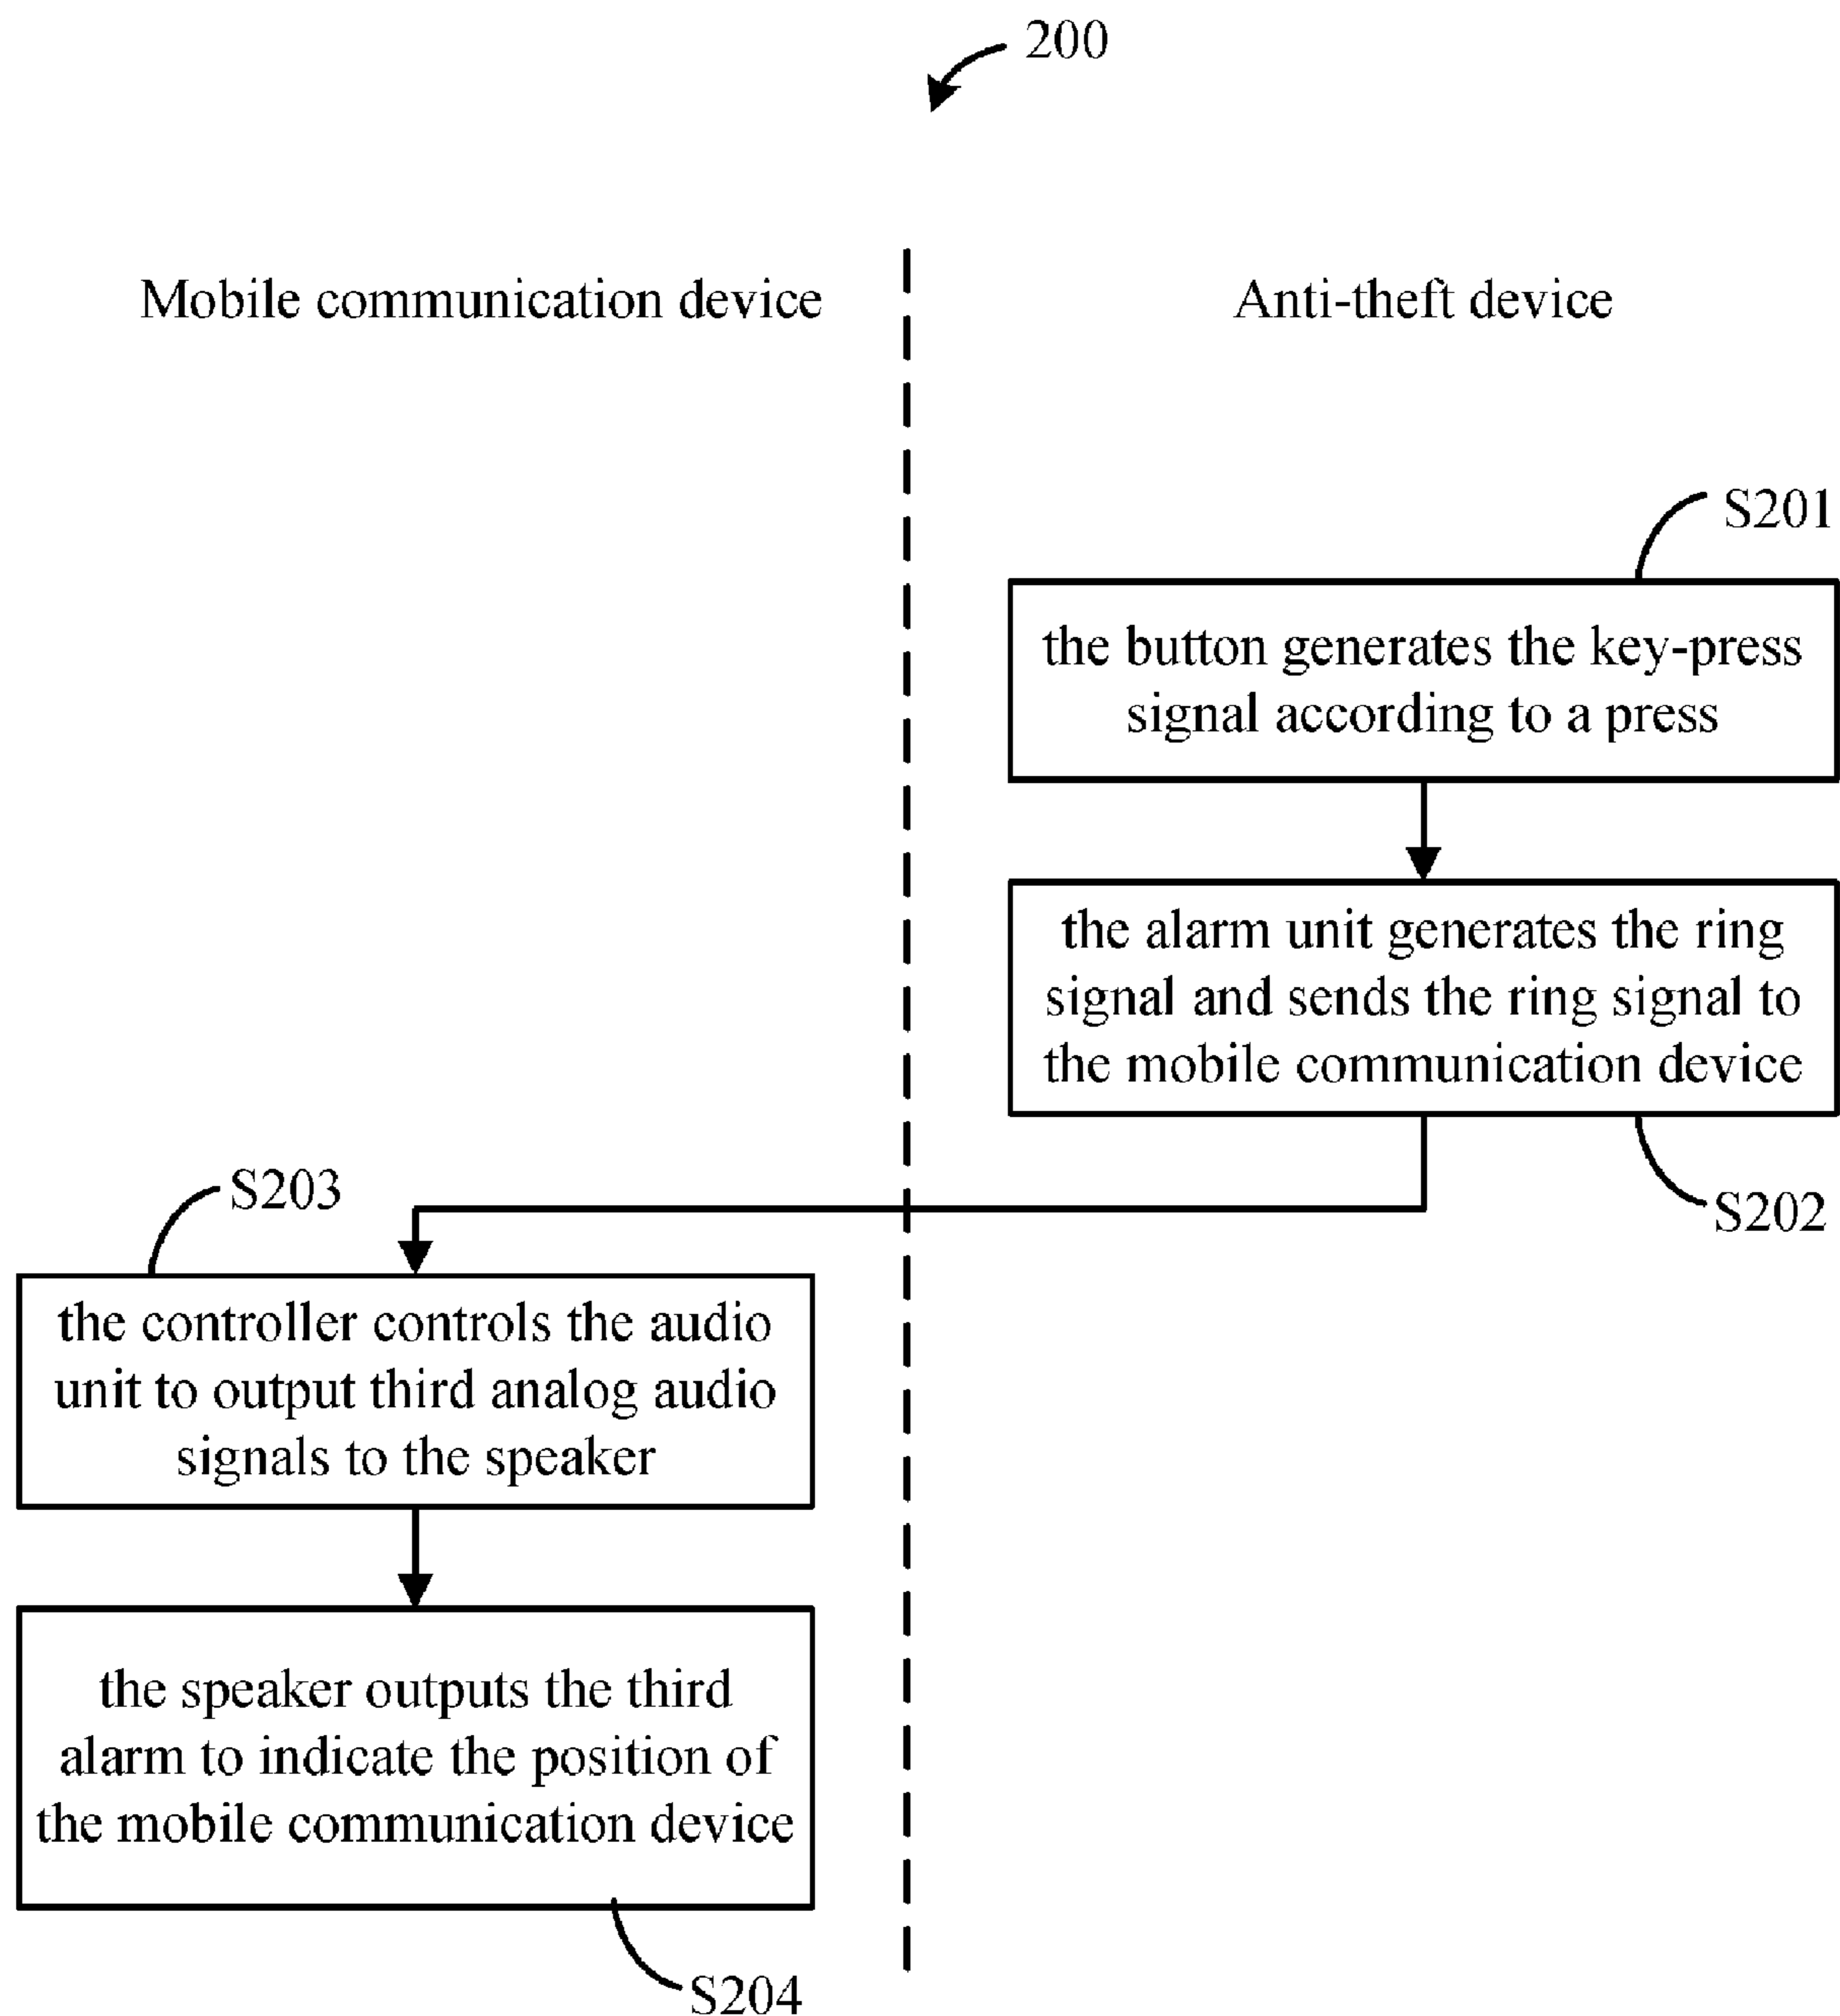 200
Mobile communication device
Anti-theft device
S201
the button generates the key-press
signal according to a press
the alarm unit generates the ring
signal and sends the ring signal to
the mobile communication device
S202
S203
the controller controls the audio
unit to output third analog audio
signals to the speaker
the speaker outputs the third
alarm to indicate the position of
the mobile communication device
S204